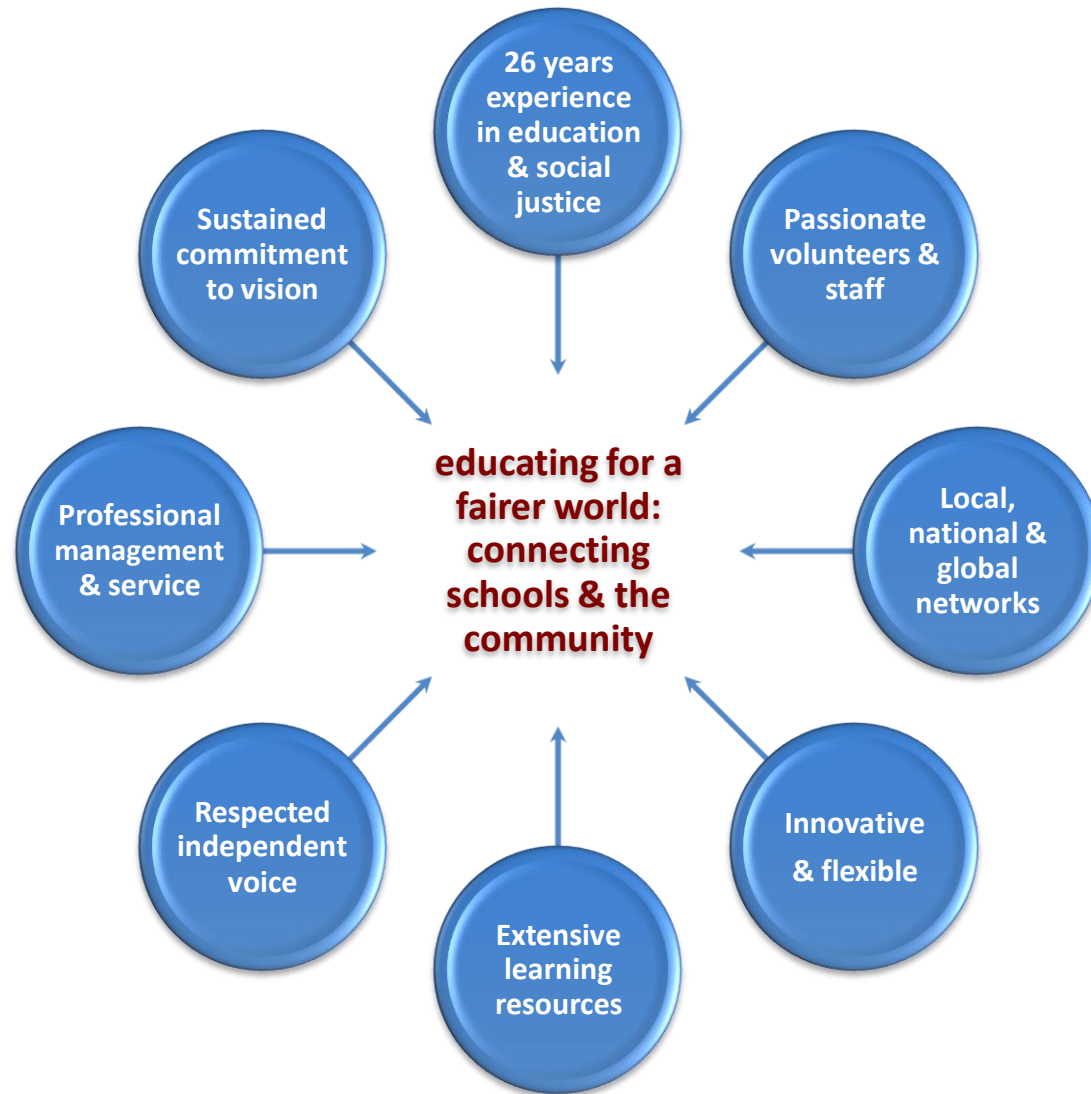 26 years
experience
in education
& social
justice
Passionate
volunteers &
staff
Local,
national &
global
networks
Innovative
& flexible
Extensive
learning
resources
Respected
independent
voice
Professional
management
& service
Sustained
commitment
to vision
educating for a
fairer world:
connecting
schools & the
community